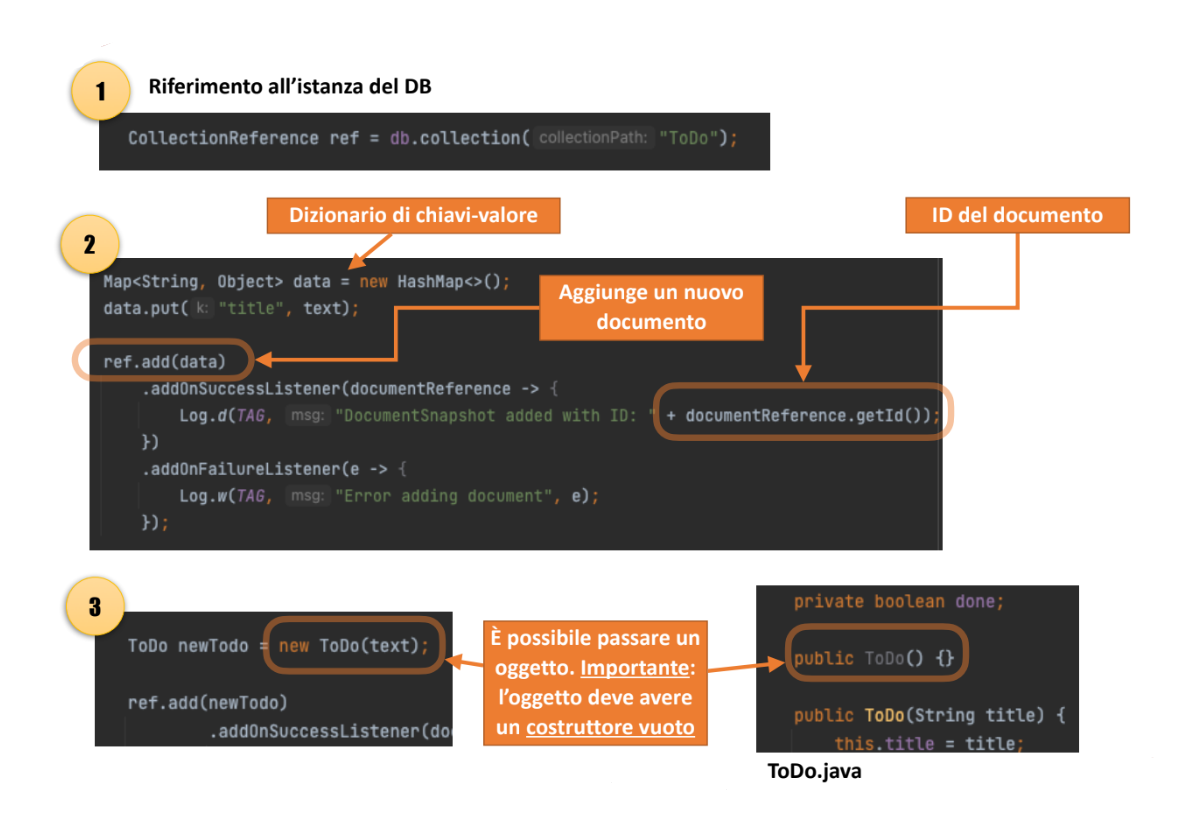 1
Riferimento all'istanza del DB
CollectionReference ref = db.collection( collectionPath: "ToDo");
Dizionario di chiavi-valore
ID del documento
2
Map<String, Object> data = new HashMap<>();
data.put( k: "title", text);
Aggiunge un nuovo
documento
ref.add(data)
.addOnSuccessListener(documentReference -> {
Log.d(TAG, msg: "DocumentSnapshot added with ID: " + documentReference.getId());
})
.addOnFailureListener(e -> {
Log.w(TAG, msg: "Error adding document", e);
});
3
ToDo newTodo = new ToDo(text);
ref.add(newTodo)
.addOnSuccessListener(do
È possibile passare un
oggetto. Importante:
l'oggetto deve avere
un costruttore vuoto
private boolean done;
public ToDo() {}
public ToDo(String title) {
this.title = title;
ToDo.java